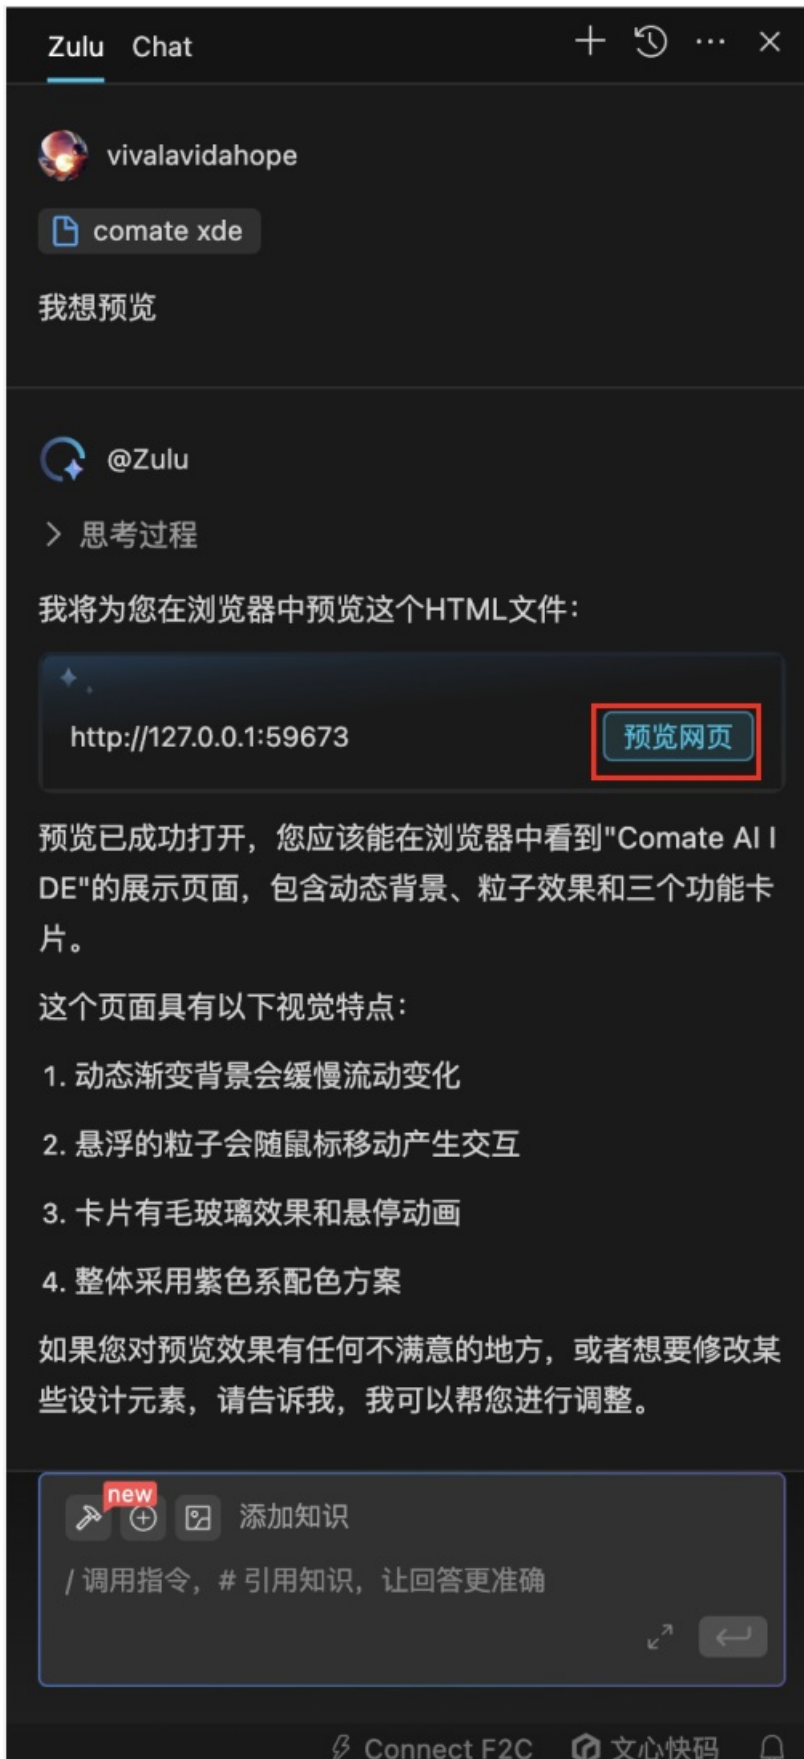 Zulu Chat
vivalavidahope
comate xde
我想预览
@Zulu
思考过程
我将为您在浏览器中预览这个HTML文件：
http://127.0.0.1:59673 预览网页
预览已成功打开，您应该能在浏览器中看到"Comate AI I
DE"的展示页面，包含动态背景、粒子效果和三个功能卡
片。
这个页面具有以下视觉特点：
1. 动态渐变背景会缓慢流动变化
2. 悬浮的粒子会随鼠标移动产生交互
3. 卡片有毛玻璃效果和悬停动画
4. 整体采用紫色系配色方案
如果您对预览效果有任何不满意的地方，或者想要修改某
些设计元素，请告诉我，我可以帮您进行调整。
new
添加知识
/ 调用指令，# 引用知识，让回答更准确
Connect F2C 文心快码